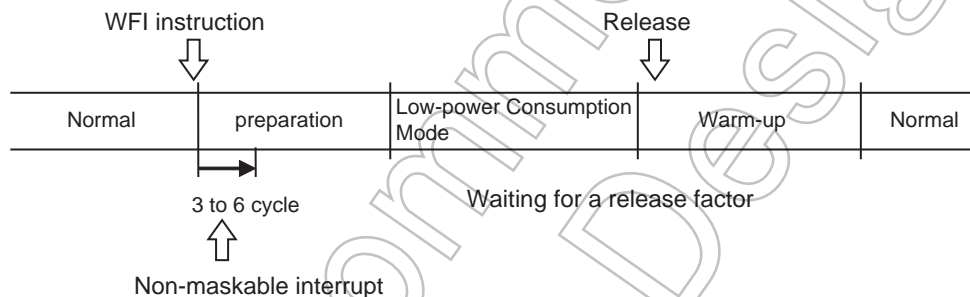 WFI instruction
Release
Normal
preparation
Low-power Consumption
Mode
Warm-up
Normal
3 to 6 cycle
Waiting for a release factor
Non-maskable interrupt